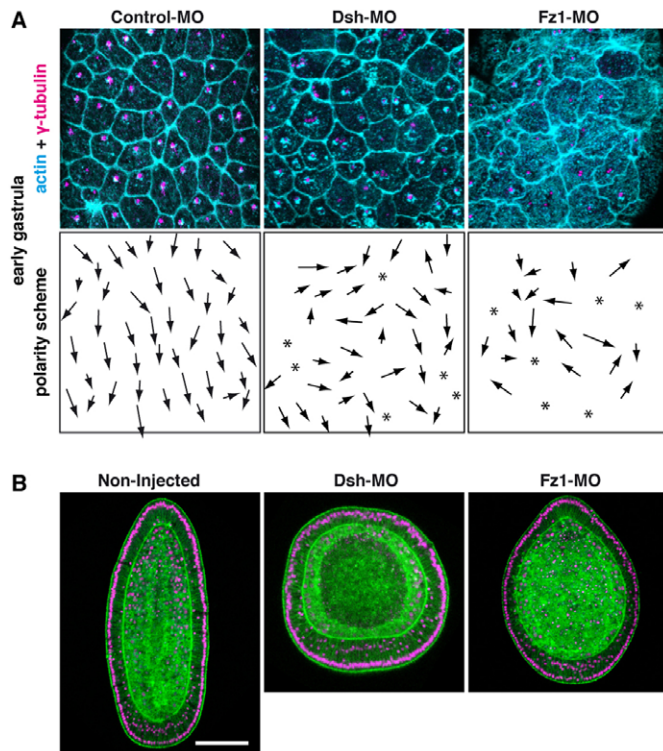 A
Control-MO
Dsh-MO
Fz1-MO
early gastrula
actin + γ-tubulin
polarity scheme
* * * * * * *
* * * * * *
B
Non-Injected
Dsh-MO
Fz1-MO